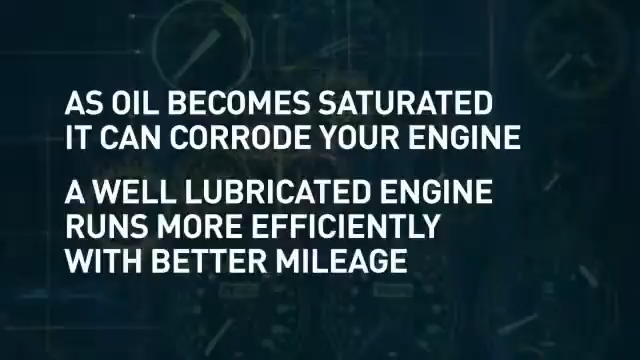 AS OIL BECOMES SATURATED
IT CAN CORRODE YOUR ENGINE
A WELL LUBRICATED ENGINE
RUNS MORE EFFICIENTLY
WITH BETTER MILEAGE